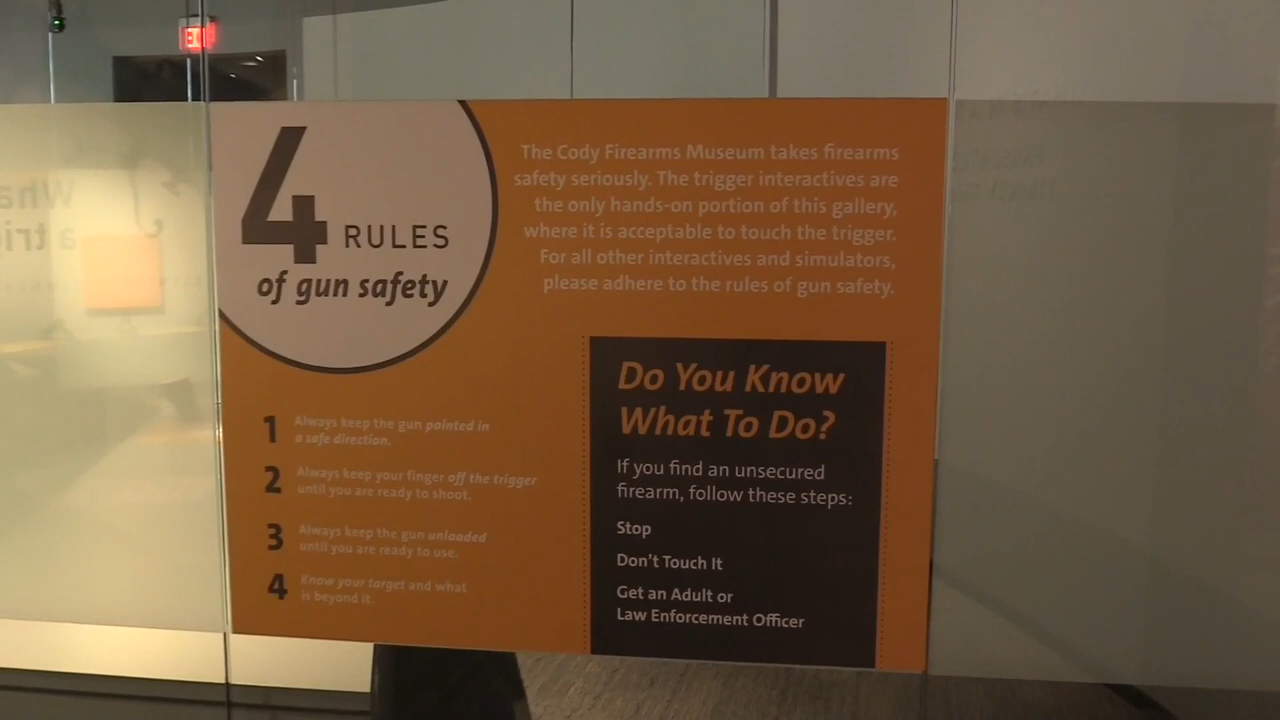 4 RULES
of gun safety
The Cody Firearms Museum takes firearms
safety seriously. The trigger interactives are
the only hands-on portion of this gallery,
where it is acceptable to touch the trigger.
For all other interactives and simulators,
please adhere to the rules of gun safety.
1 Always keep the gun pointed in
a safe direction.
2 Always keep your finger off the trigger
until you are ready to shoot.
3 Always keep the gun unloaded
until you are ready to use.
4 Know your target and what
is beyond it.
Do You Know
What To Do?
If you find an unsecured
firearm, follow these steps:
Stop
Don't Touch It
Get an Adult or
Law Enforcement Officer